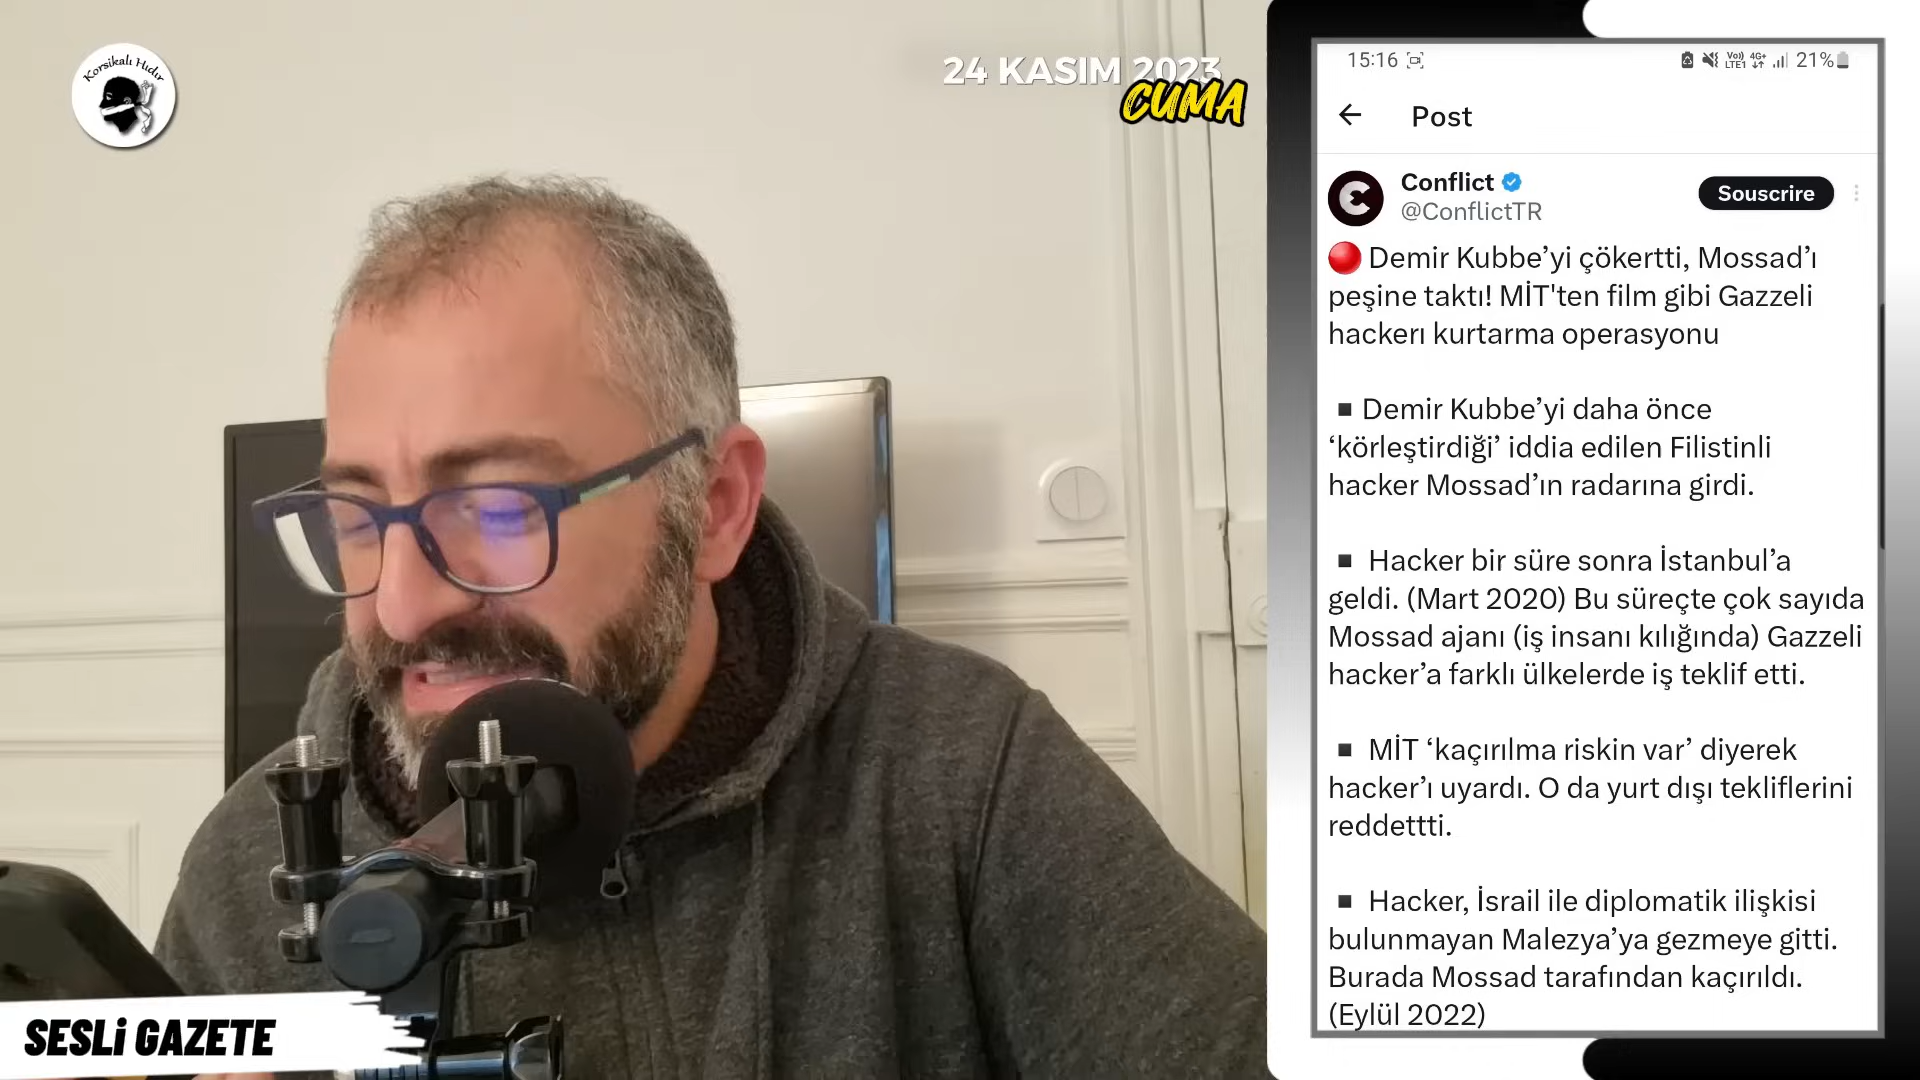 Korsikalı Hıdır
24 KASIM 2023
CUMA
SESLİ GAZETE
15:16
Vo)) 4G+
LTE1
21%
Post
Conflict
@ConflictTR
Souscrire
🔴 Demir Kubbe’yi çökertti, Mossad’ı
peşine taktı! MİT'ten film gibi Gazzeli
hackerı kurtarma operasyonu
▪️Demir Kubbe’yi daha önce
‘körleştirdiği’ iddia edilen Filistinli
hacker Mossad’ın radarına girdi.
▪️ Hacker bir süre sonra İstanbul’a
geldi. (Mart 2020) Bu süreçte çok sayıda
Mossad ajanı (iş insanı kılığında) Gazzeli
hacker’a farklı ülkelerde iş teklif etti.
▪️ MİT ‘kaçırılma riskin var’ diyerek
hacker’ı uyardı. O da yurt dışı tekliflerini
reddettti.
▪️ Hacker, İsrail ile diplomatik ilişkisi
bulunmayan Malezya’ya gezmeye gitti.
Burada Mossad tarafından kaçırıldı.
(Eylül 2022)